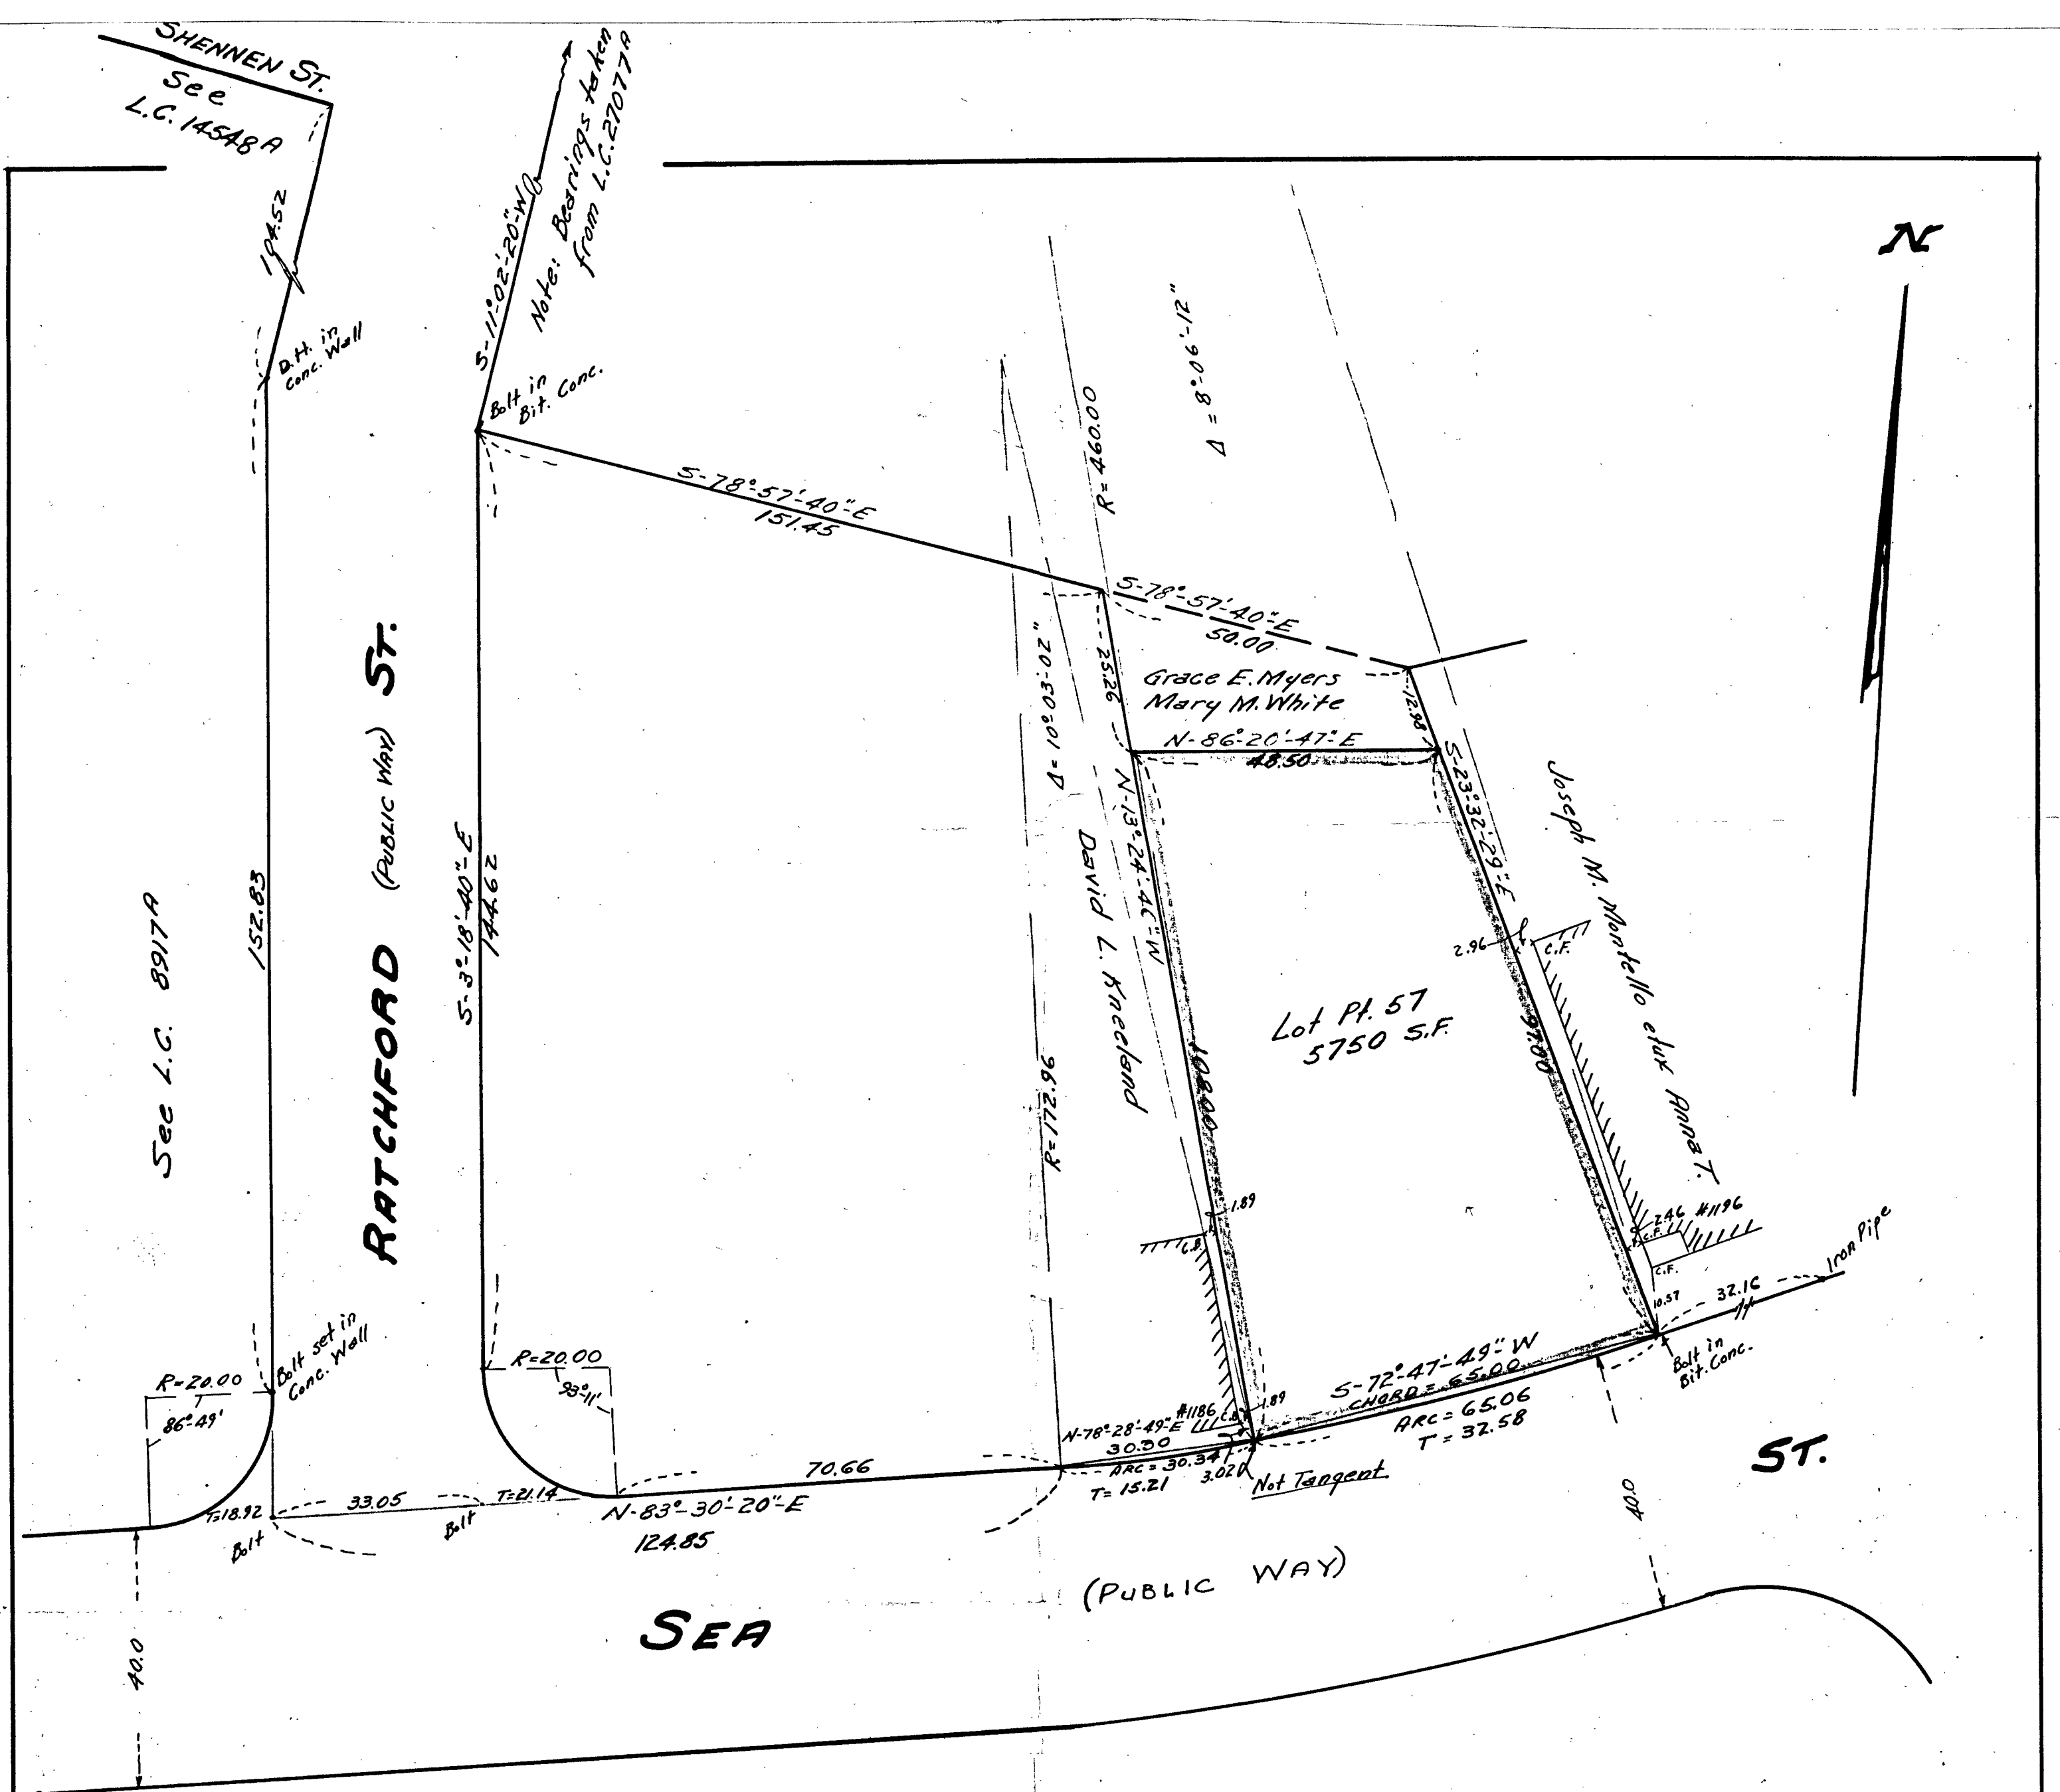 SHENNEN ST.
See
L.C. 14548A
194.52
D.H. in
Conc. Wall
S-11°-02'-20"-W
Note: Bearings taken
from L.C.27077A
Bolt in
Bit. Conc.
N
S-78°-57'-40"-E
151.45
R = 460.00
Δ = 8°-06'-12"
S-78°-57'-40"-E
50.00
25.26
Grace E. Myers
Mary M. White
12.98
N-86°-20'-47"-E
48.50
Δ = 10°-03'-02"
R = 172.96
David L. Kneeland
N-13°-24'-46"-W
108.00
S-23°-32'-29"-E
97.00
Joseph M. Montello etux Anna T.
2.96
C.F.
Lot Pt. 57
5750 S.F.
See L.C. 8917A
152.83
RATCHFORD (PUBLIC WAY) ST.
S-3°-18'-40"-E
144.62
1.89
C.B.
2.46 #1196
C.F.
C.F.
10.57
32.16
Iron Pipe
Bolt in
Bit. Conc.
Bolt set in
Conc. Wall
R=20.00
86°-49'
R=20.00
93°-11'
T=18.92
33.05
T=21.14
Bolt
Bolt
70.66
N-83°-30'-20"-E
124.85
N-78°-28'-49"-E
30.30
ARC = 30.34
T= 15.21
#1186
C.B.
1.89
3.02
Not Tangent
S-72°-47'-49" W
CHORD = 65.00
ARC = 65.06
T = 32.58
40.0
40.0
SEA
(PUBLIC WAY)
ST.